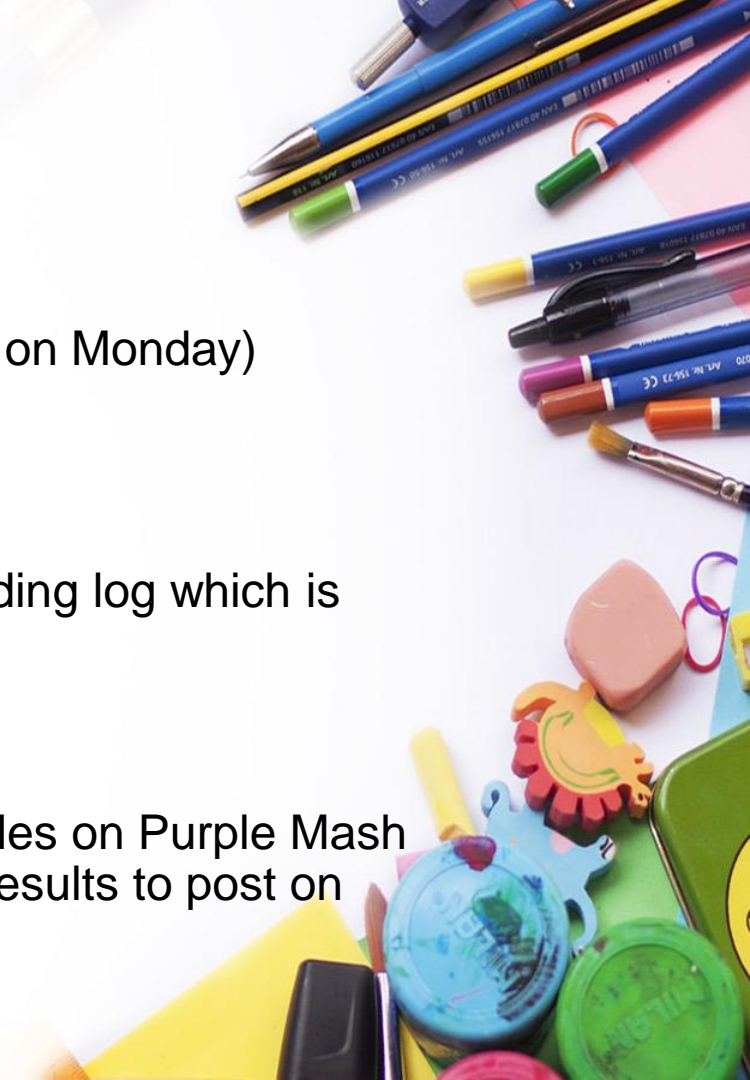 on Monday)
ding log which is
les on Purple Mash
esults to post on